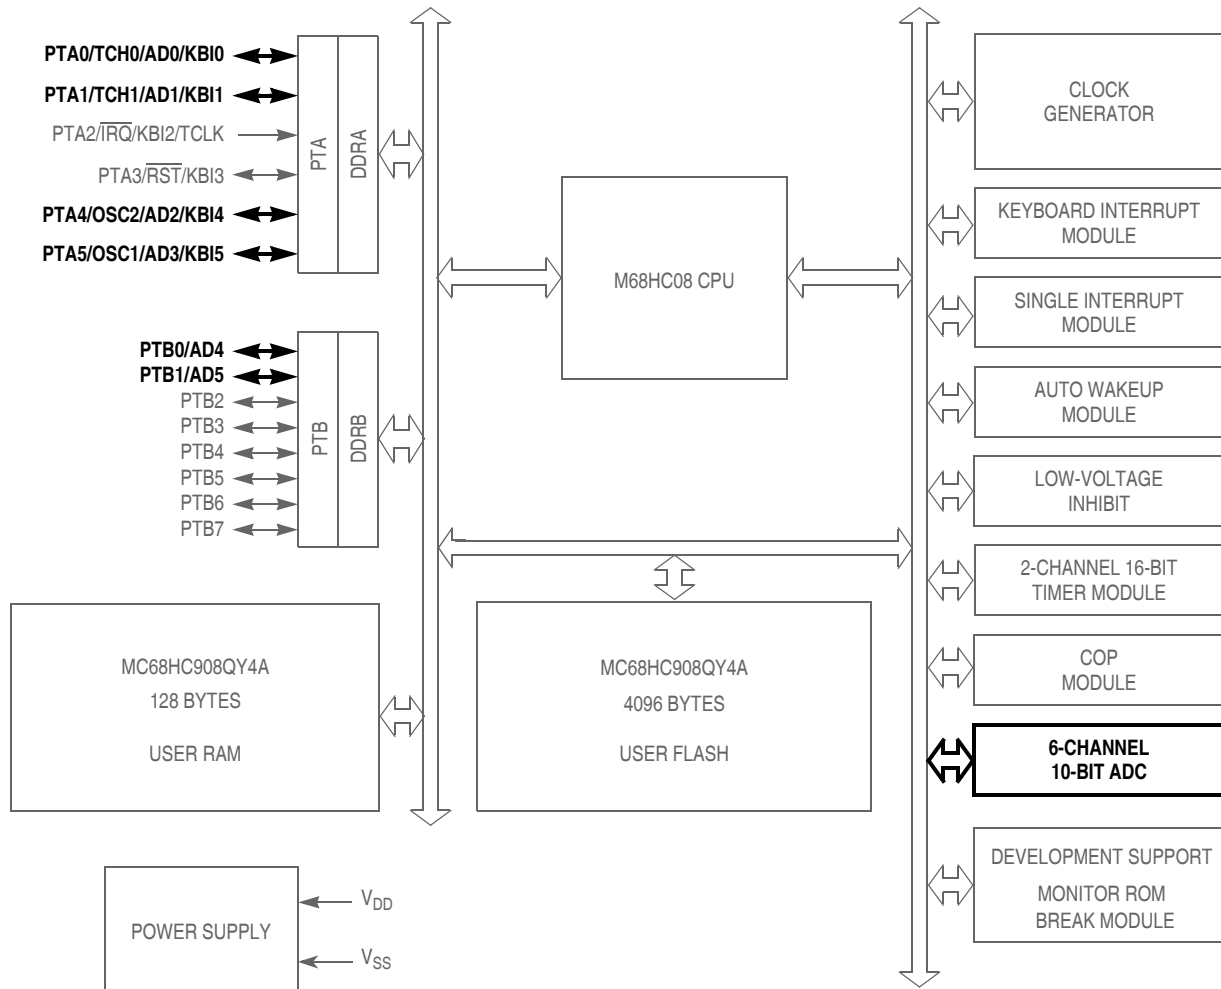 PTA0/TCH0/AD0/KBI0
PTA1/TCH1/AD1/KBI1
PTA2/IRQ/KBI2/TCLK
PTA3/RST/KBI3
PTA4/OSC2/AD2/KBI4
PTA5/OSC1/AD3/KBI5
PTA
DDRA
PTB0/AD4
PTB1/AD5
PTB2
PTB3
PTB4
PTB5
PTB6
PTB7
PTB
DDRB
M68HC08 CPU
CLOCK
GENERATOR
KEYBOARD INTERRUPT
MODULE
SINGLE INTERRUPT
MODULE
AUTO WAKEUP
MODULE
LOW-VOLTAGE
INHIBIT
2-CHANNEL 16-BIT
TIMER MODULE
COP
MODULE
6-CHANNEL
10-BIT ADC
DEVELOPMENT SUPPORT
MONITOR ROM
BREAK MODULE
MC68HC908QY4A
128 BYTES
USER RAM
MC68HC908QY4A
4096 BYTES
USER FLASH
POWER SUPPLY
VDD
VSS